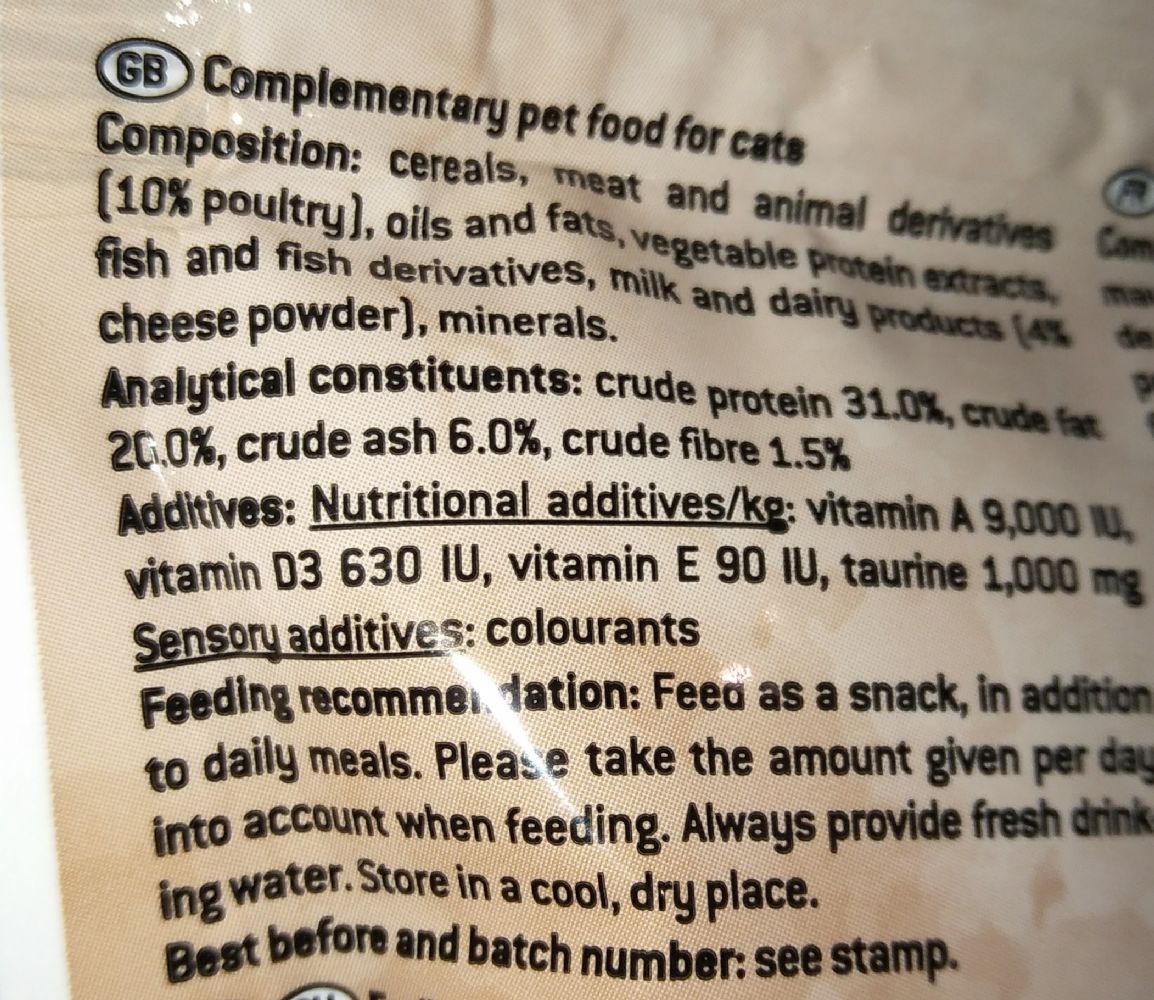 GB Complementary pet food for cats
Composition: cereals, meat and animal derivatives
(10% poultry), oils and fats, vegetable protein extracts,
fish and fish derivatives, milk and dairy products (4%
cheese powder), minerals.
Analytical constituents: crude protein 31.0%, crude fat
20.0%, crude ash 6.0%, crude fibre 1.5%
Additives: Nutritional additives/kg: vitamin A 9,000 IU,
vitamin D3 630 IU, vitamin E 90 IU, taurine 1,000 mg
Sensory additives: colourants
Feeding recommendation: Feed as a snack, in addition
to daily meals. Please take the amount given per day
into account when feeding. Always provide fresh drink-
ing water. Store in a cool, dry place.
Best before and batch number: see stamp.